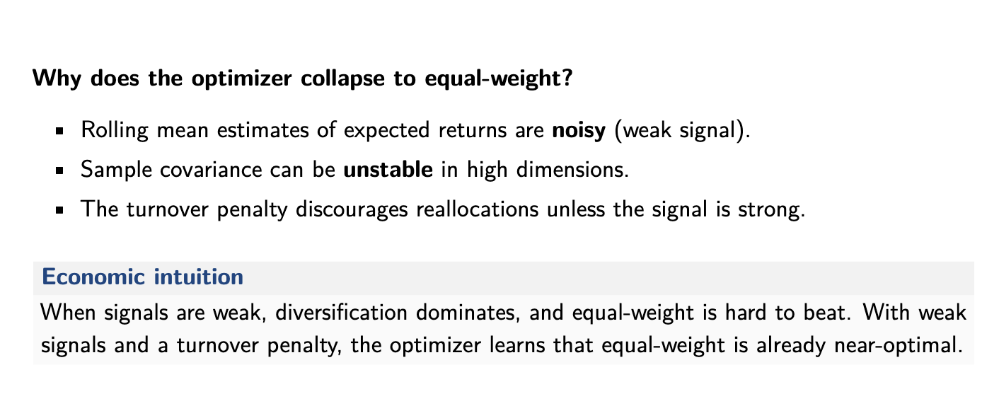 Why does the optimizer collapse to equal-weight?
▪ Rolling mean estimates of expected returns are noisy (weak signal).
▪ Sample covariance can be unstable in high dimensions.
▪ The turnover penalty discourages reallocations unless the signal is strong.
Economic intuition
When signals are weak, diversification dominates, and equal-weight is hard to beat. With weak
signals and a turnover penalty, the optimizer learns that equal-weight is already near-optimal.